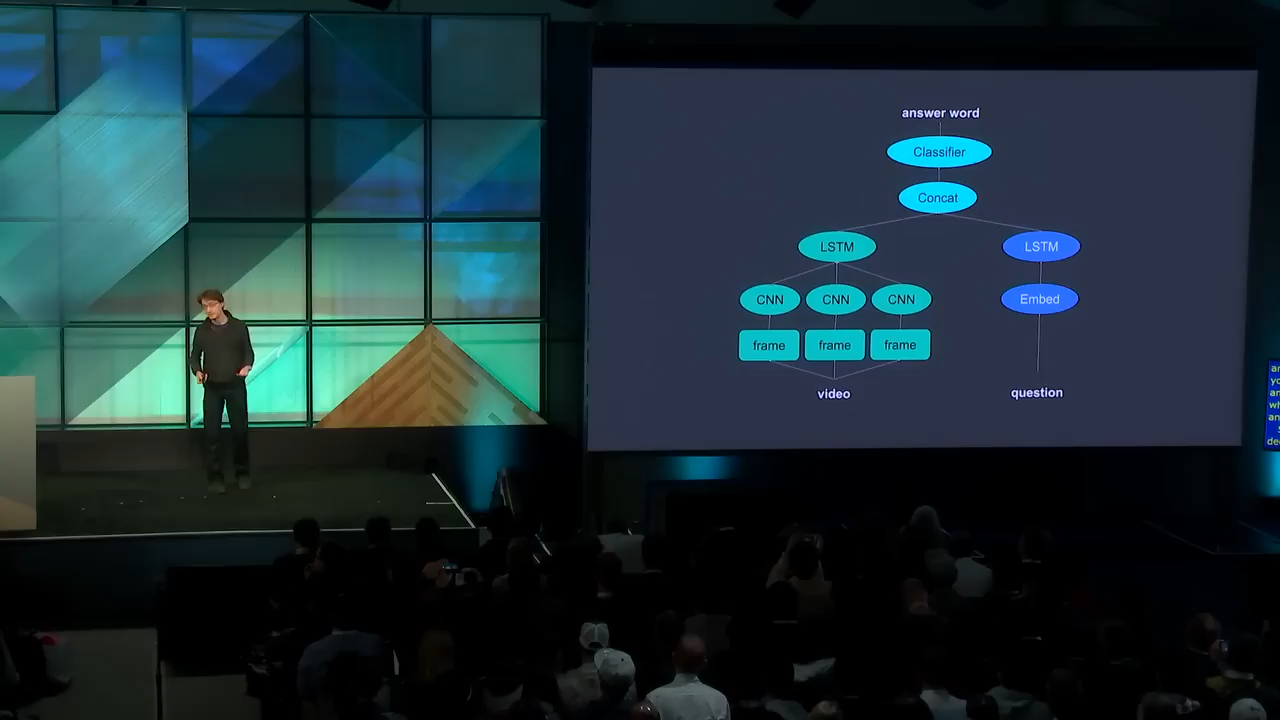 answer word
Classifier
Concat
LSTM LSTM
CNN CNN CNN Embed
frame frame frame
video question